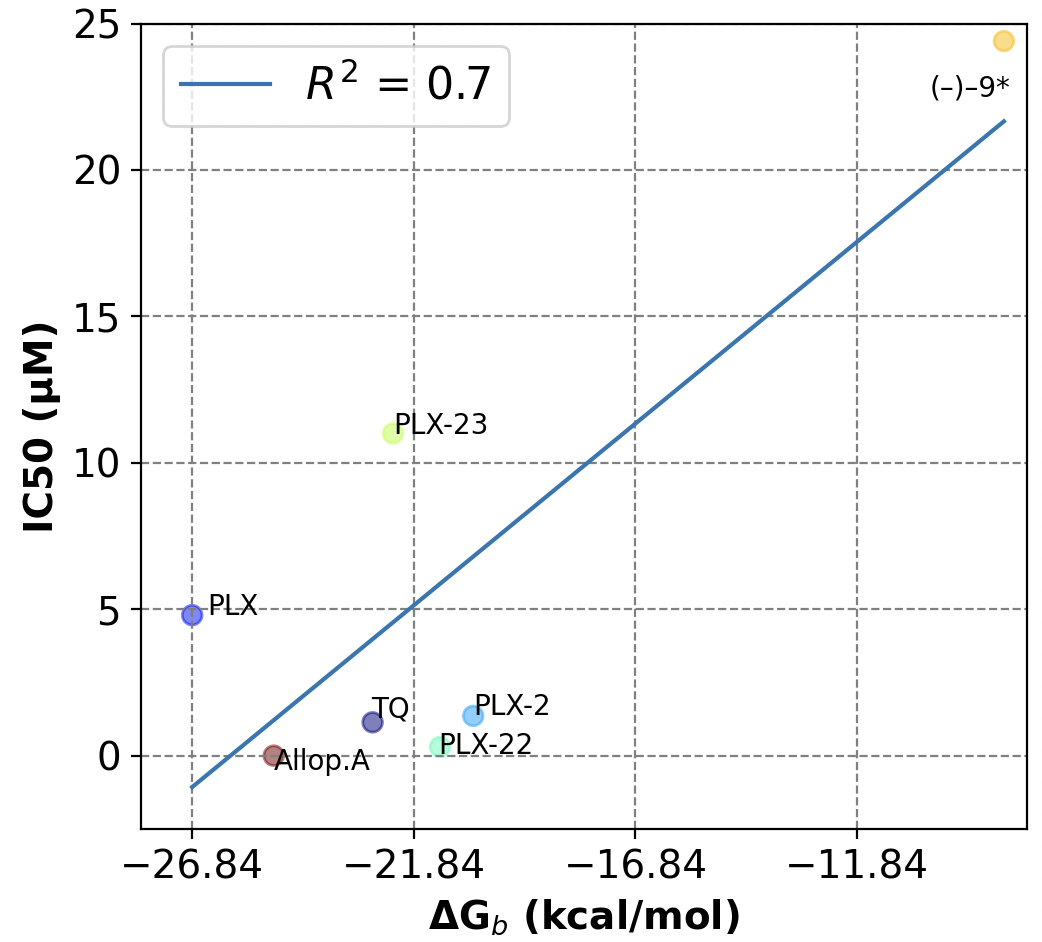 25
20
15
10
5
0
IC50 (μM)
R² = 0.7
(–)–9*
PLX-23
PLX
TQ
PLX-2
PLX-22
Allop.A
−26.84
−21.84
−16.84
−11.84
ΔG_b (kcal/mol)